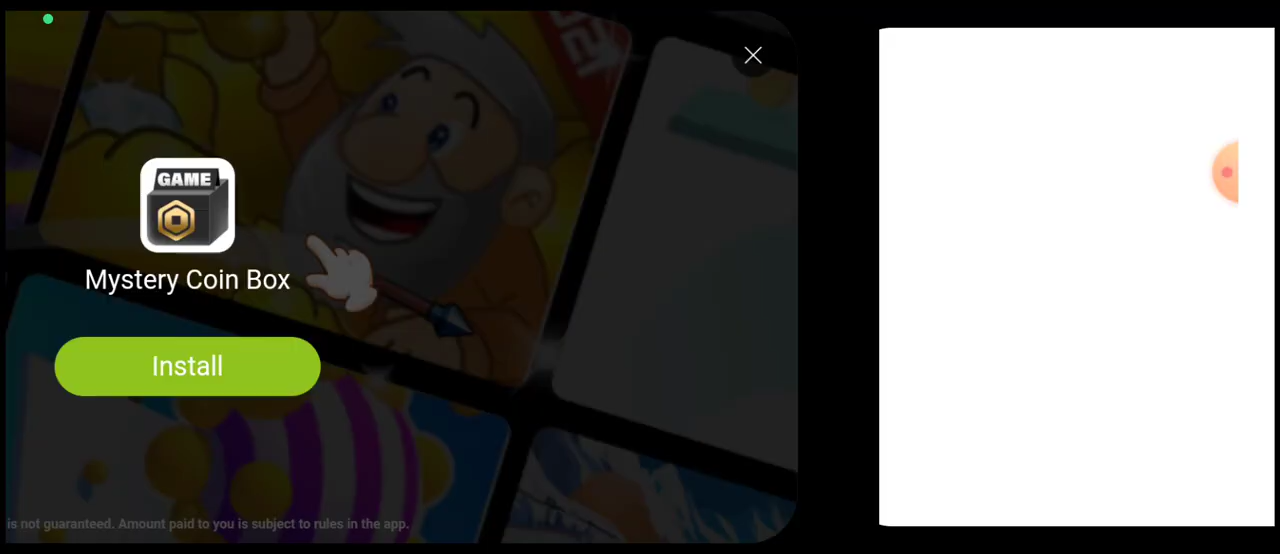 GAME
Mystery Coin Box
Install
is not guaranteed. Amount paid to you is subject to rules in the app.